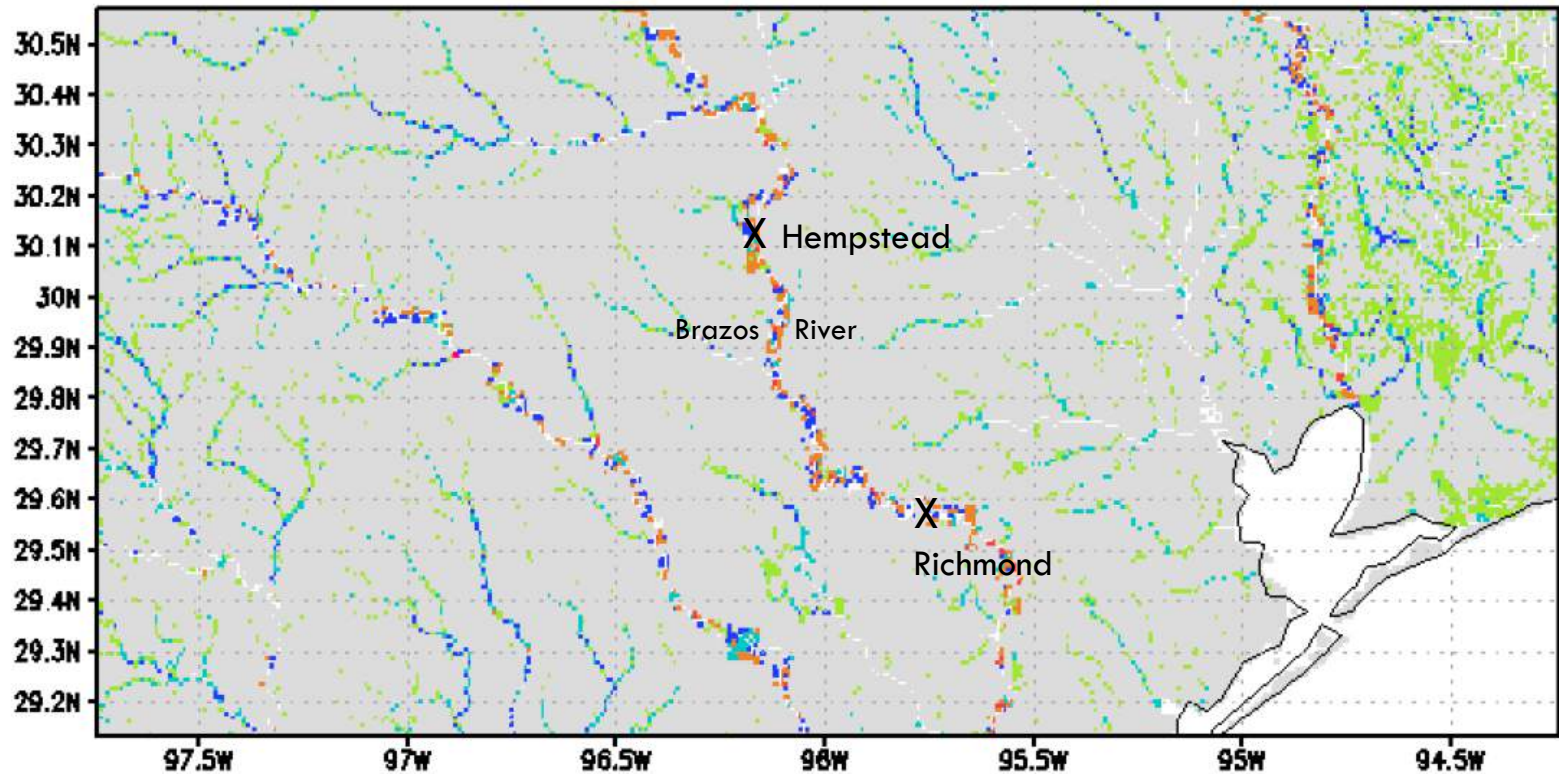 30.5N
30.4N
30.3N
30.2N
X Hempstead
30.1N
30N
Brazos River
29.9N
29.8N
29.7N
29.6N
X
29.5N
Richmond
29.4N
29.3N
29.2N
97.5W 97W 96.5W 96W 95.5W 95W 94.5W